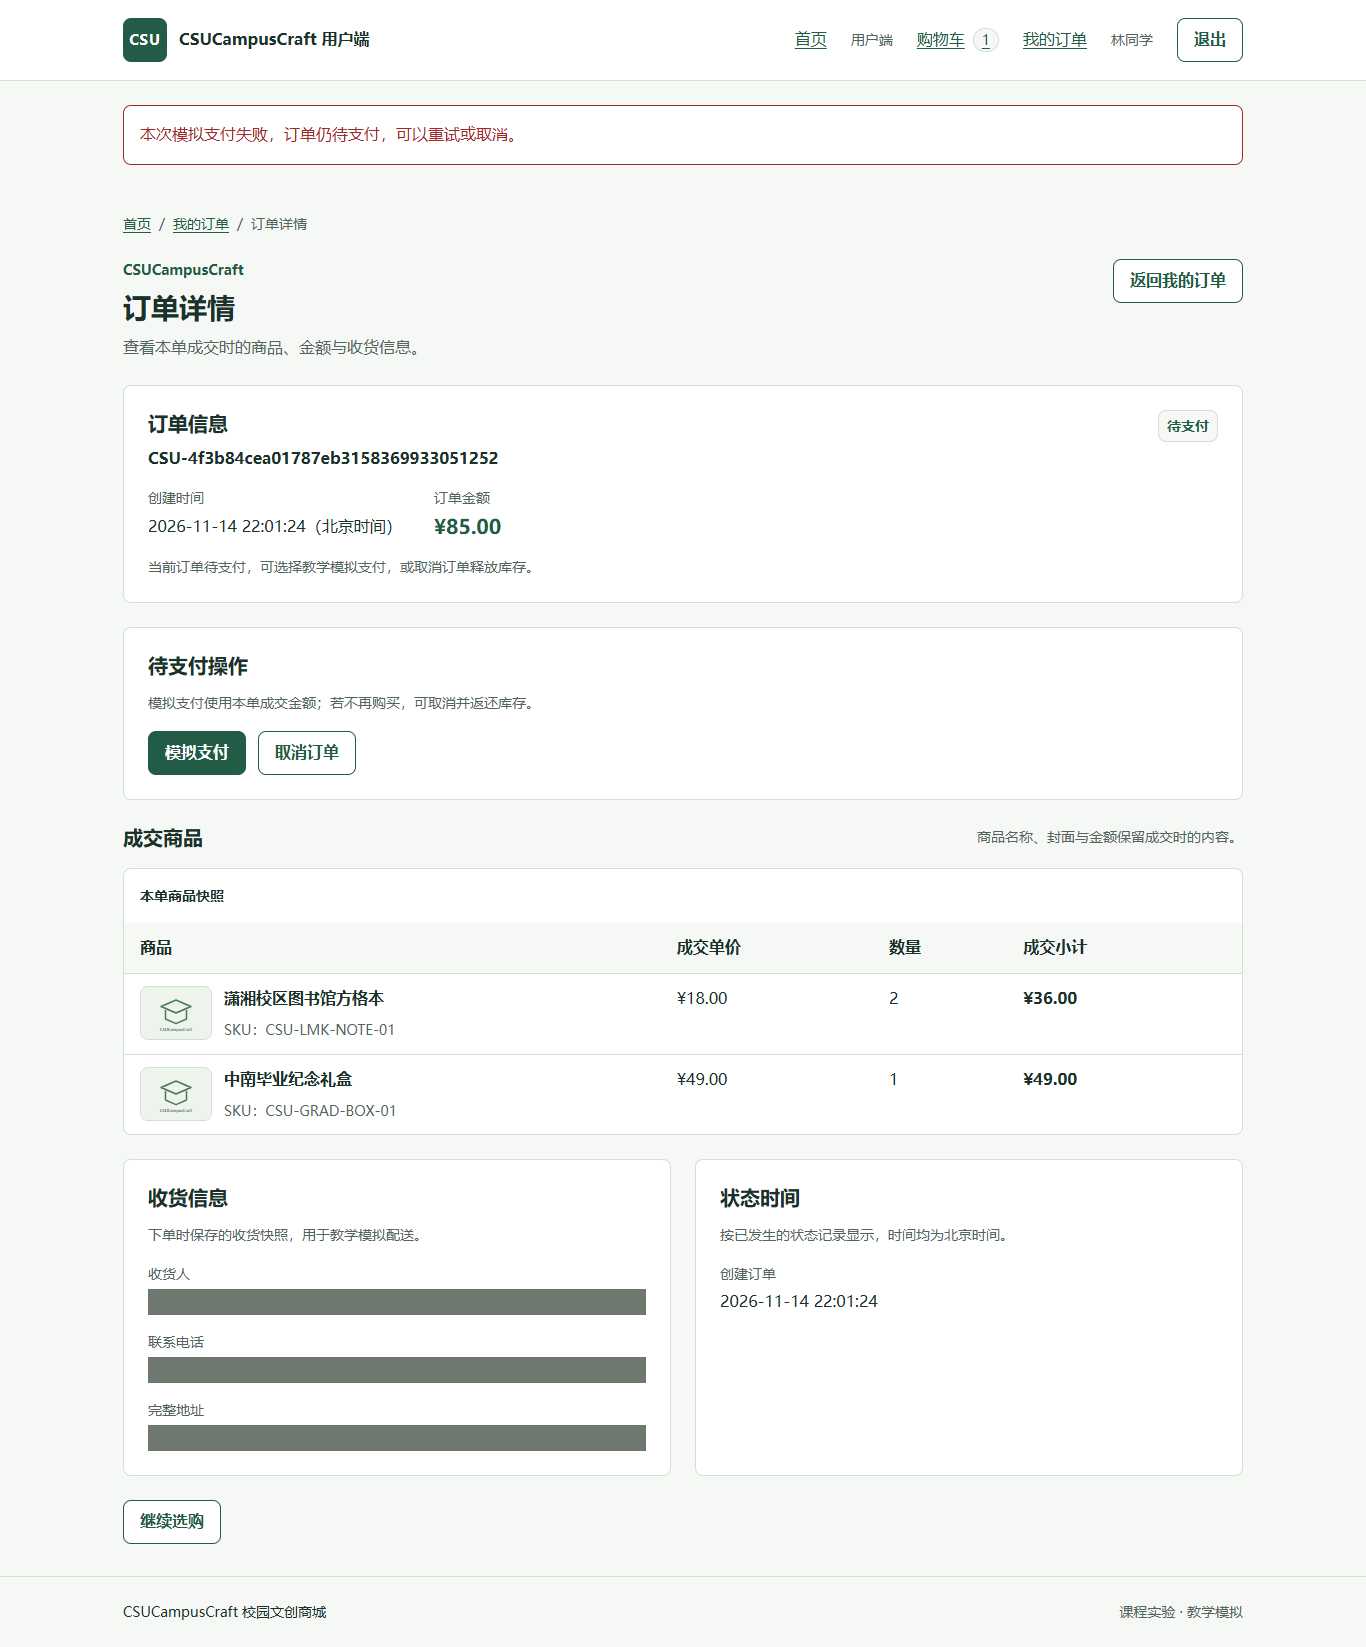 CSU CSUCampusCraft 用户端 首页 用户端 购物车 1 我的订单 林同学 退出
本次模拟支付失败，订单仍待支付，可以重试或取消。
首页 / 我的订单 / 订单详情
CSUCampusCraft
返回我的订单
订单详情
查看本单成交时的商品、金额与收货信息。
订单信息
待支付
CSU-4f3b84cea01787eb3158369933051252
创建时间 订单金额
2026-11-14 22:01:24（北京时间） ¥85.00
当前订单待支付，可选择教学模拟支付，或取消订单释放库存。
待支付操作
模拟支付使用本单成交金额；若不再购买，可取消并返还库存。
模拟支付 取消订单
成交商品 商品名称、封面与金额保留成交时的内容。
本单商品快照
商品 成交单价 数量 成交小计
潇湘校区图书馆方格本 ¥18.00 2 ¥36.00
CSUCampusCraft
SKU：CSU-LMK-NOTE-01
中南毕业纪念礼盒 ¥49.00 1 ¥49.00
CSUCampusCraft
SKU：CSU-GRAD-BOX-01
收货信息
下单时保存的收货快照，用于教学模拟配送。
收货人
联系电话
完整地址
状态时间
按已发生的状态记录显示，时间均为北京时间。
创建订单
2026-11-14 22:01:24
继续选购
CSUCampusCraft 校园文创商城 课程实验 · 教学模拟